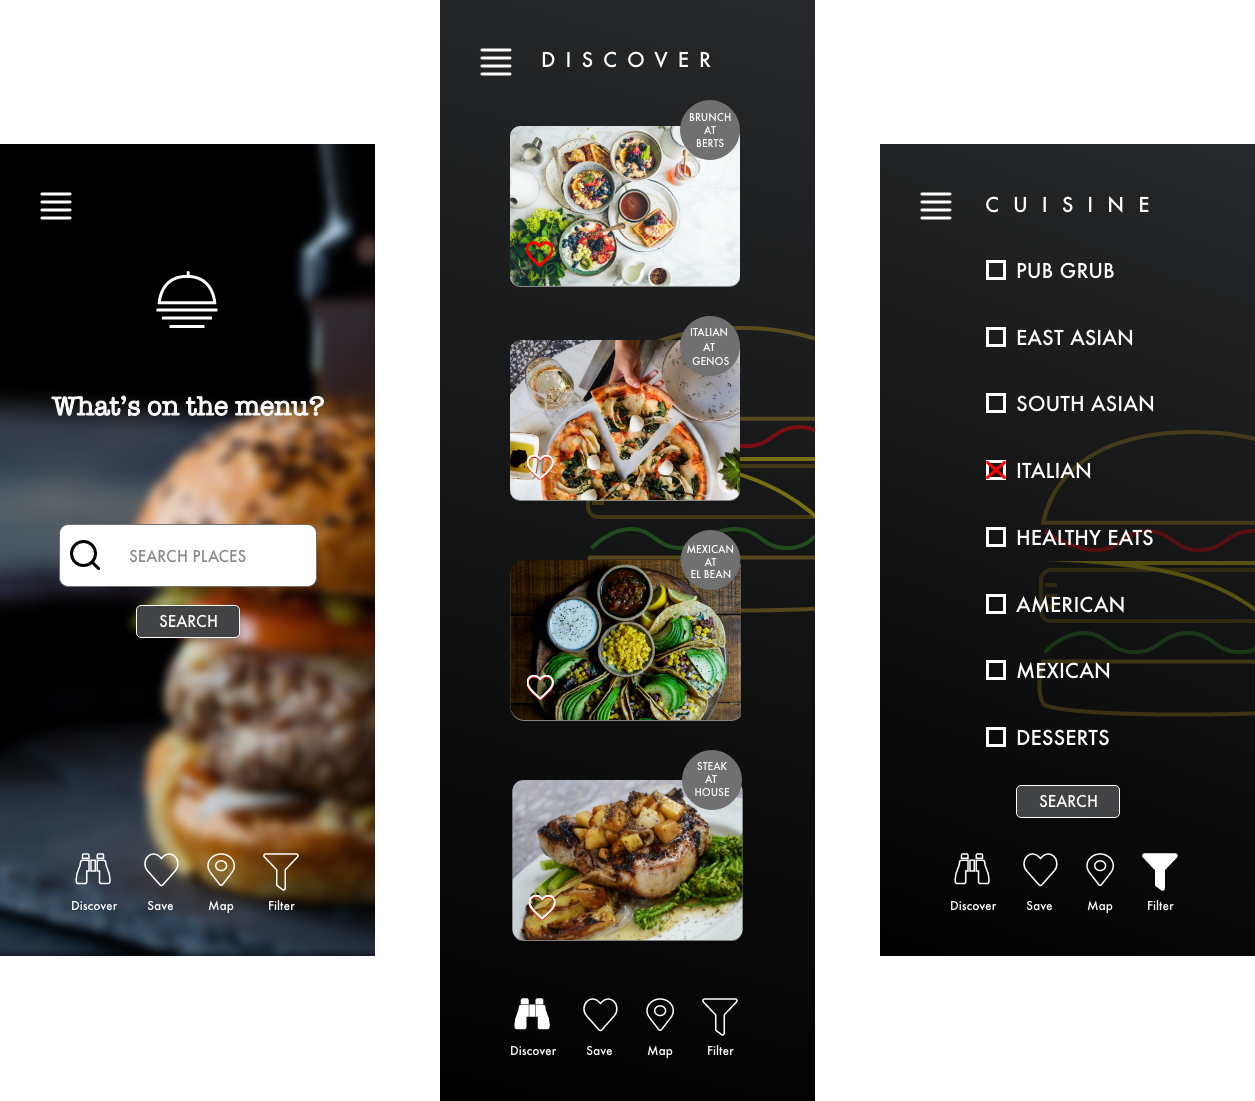 What's on the menu?
SEARCH PLACES
SEARCH
Discover
Save
Map
Filter
DISCOVER
BRUNCH
AT
BERTS
ITALIAN
AT
GENOS
MEXICAN
AT
EL BEAN
STEAK
AT
HOUSE
Discover
Save
Map
Filter
CUISINE
PUB GRUB
EAST ASIAN
SOUTH ASIAN
ITALIAN
HEALTHY EATS
AMERICAN
MEXICAN
DESSERTS
SEARCH
Discover
Save
Map
Filter